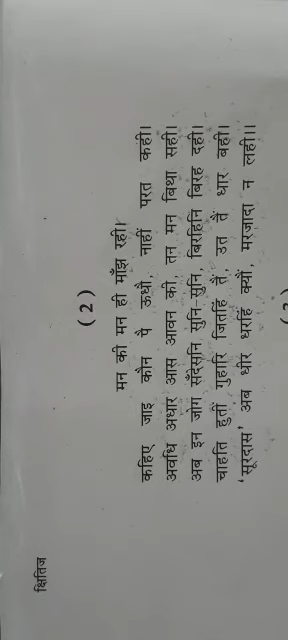 क्षितिज
(2)
मन की मन ही माँझ रही।
कहिए जाइ कौन पै ऊधौ, नाहीं परत कही।
अवधि अधार आस आवन की, तन मन बिथा सही।
अब इन जोग सँदेसनि सुनि-सुनि, बिरहिनि बिरह दही।
चाहति हुतीं गुहारि जितहिं तैं, उत तैं धार बही।
'सूरदास' अब धीर धरहिं क्यौं, मरजादा न लही।।